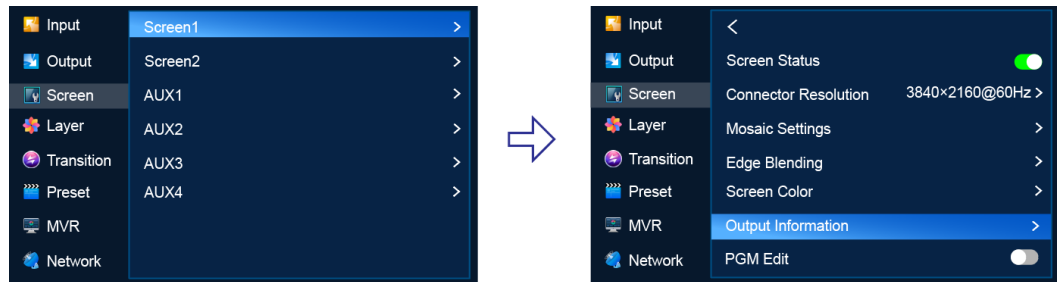 Input
Output
Screen
Layer
Transition
Preset
MVR
Network
Screen1 >
Screen2 >
AUX1 >
AUX2 >
AUX3 >
AUX4 >
Input
Output
Screen
Layer
Transition
Preset
MVR
Network
<
Screen Status
Connector Resolution 3840×2160@60Hz >
Mosaic Settings >
Edge Blending >
Screen Color >
Output Information >
PGM Edit